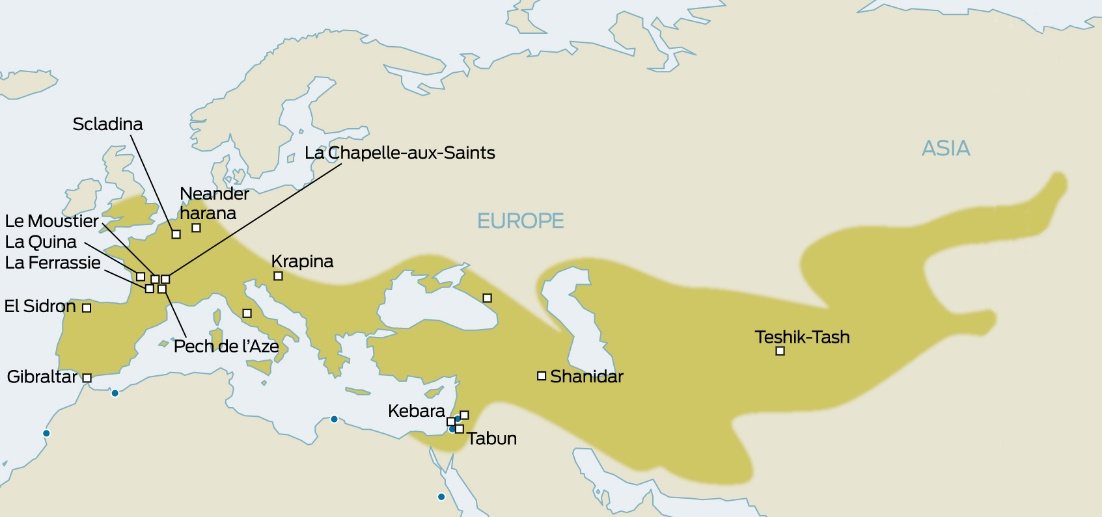 Scladina
La Chapelle-aux-Saints
ASIA
Neander
harana
Le Moustier
La Quina
La Ferrassie
EUROPE
Krapina
El Sidron
Pech de l'Aze
Teshik-Tash
Gibraltar
Shanidar
Kebara
Tabun